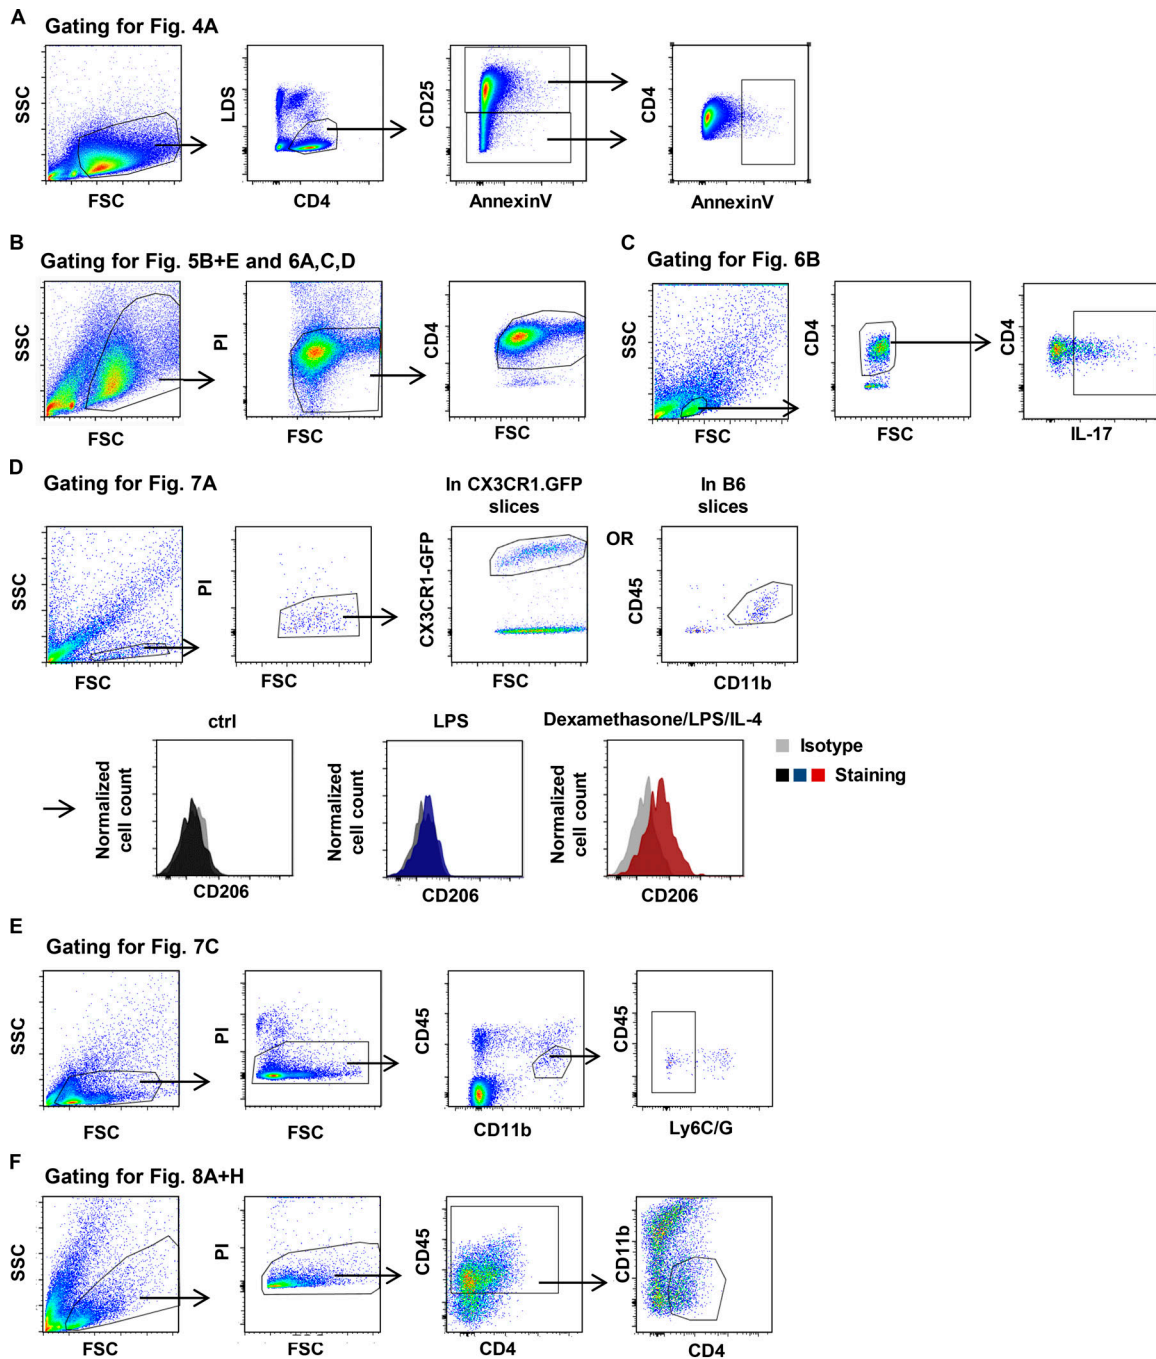 A
Gating for Fig. 4A
SSC
FSC
LDS
CD4
CD25
AnnexinV
CD4
AnnexinV
B
Gating for Fig. 5B+E and 6A,C,D
SSC
FSC
PI
FSC
CD4
FSC
C
Gating for Fig. 6B
SSC
FSC
CD4
FSC
CD4
IL-17
D
Gating for Fig. 7A
In CX3CR1.GFP
slices
In B6
slices
SSC
FSC
PI
FSC
CX3CR1-GFP
FSC
OR
CD45
CD11b
ctrl
Normalized
cell count
CD206
LPS
Normalized
cell count
CD206
Dexamethasone/LPS/IL-4
Normalized
cell count
CD206
Isotype
Staining
E
Gating for Fig. 7C
SSC
FSC
PI
FSC
CD45
CD11b
CD45
Ly6C/G
F
Gating for Fig. 8A+H
SSC
FSC
PI
FSC
CD45
CD4
CD11b
CD4